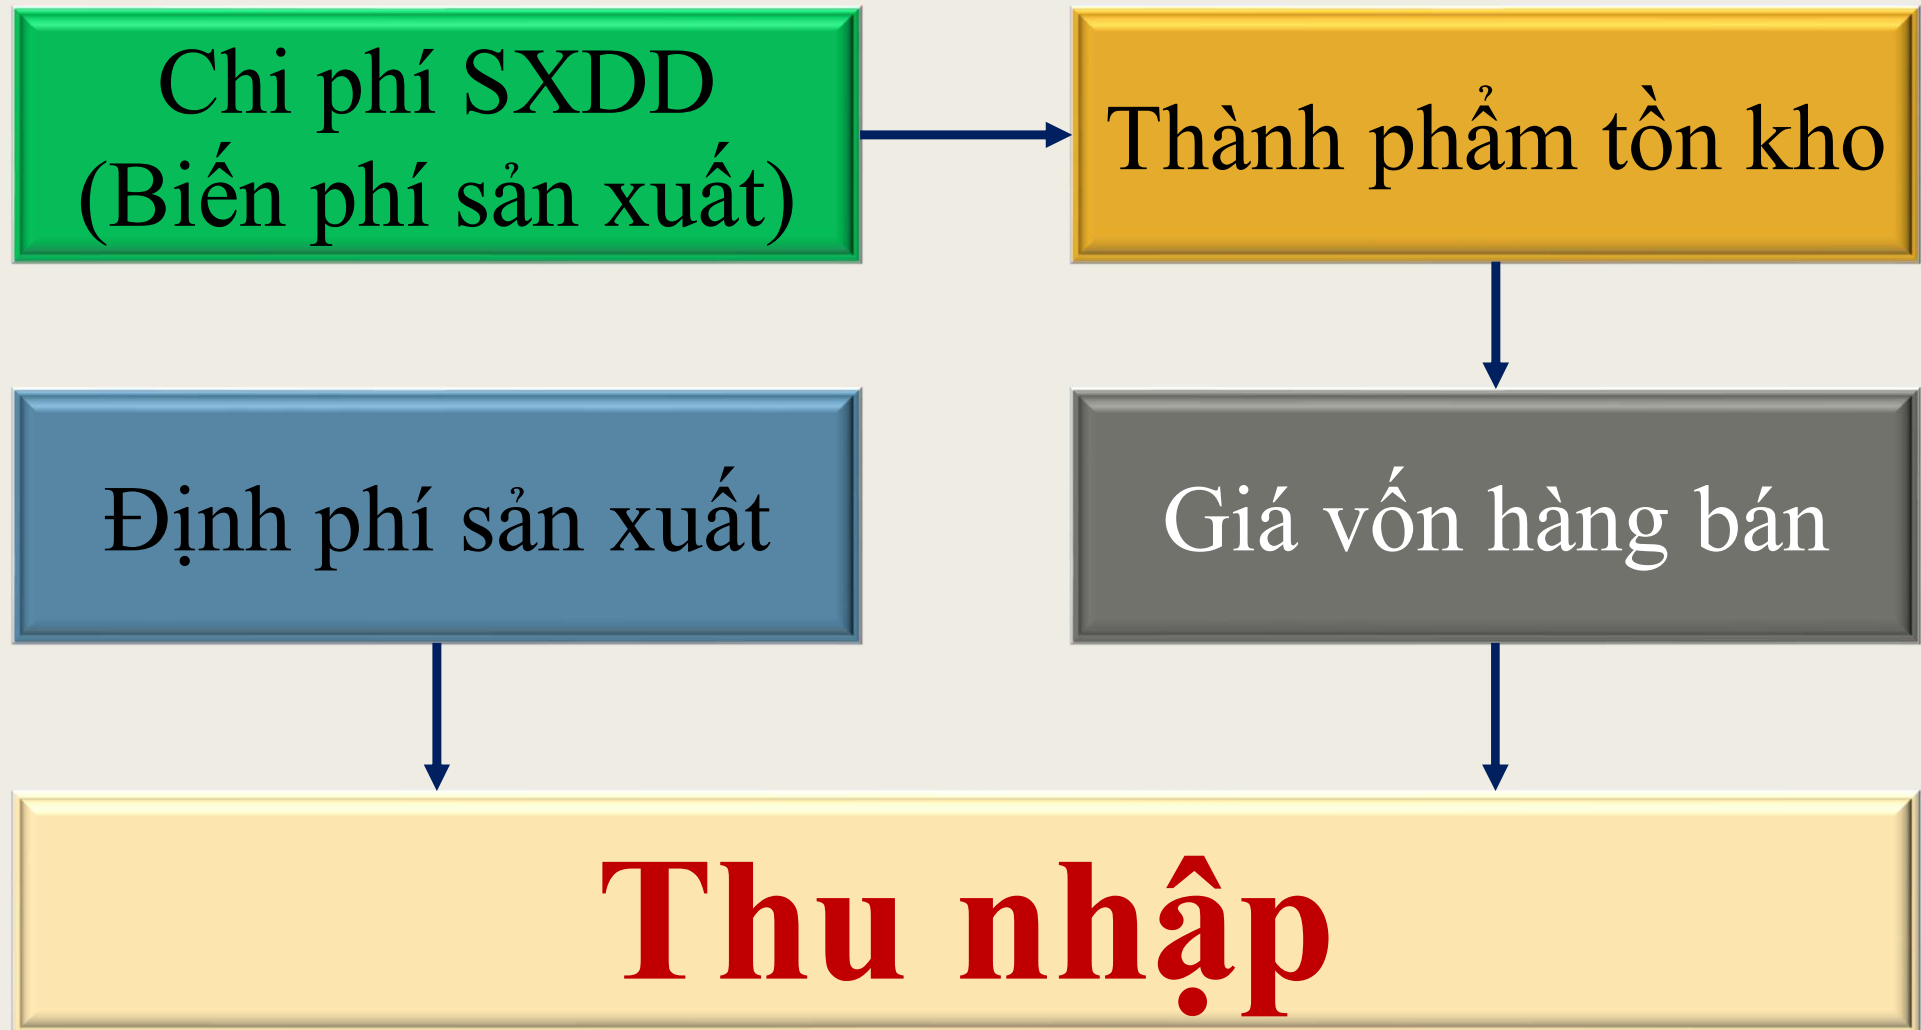 Chi phí SXDD
(Biến phí sản xuất)
Thành phẩm tồn kho
Định phí sản xuất
Giá vốn hàng bán
Thu nhập